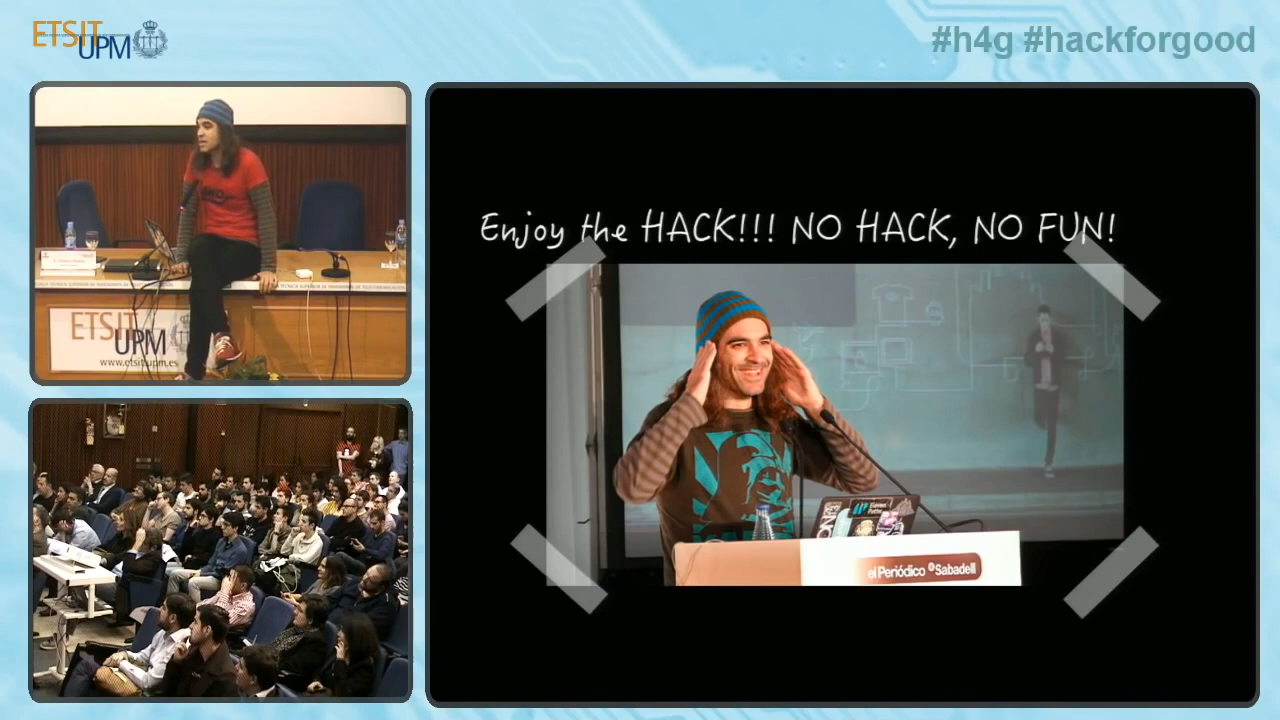 ETSIT
UPM
#h4g #hackforgood
ETSIT
UPM
www.etsit.upm.es
Enjoy the HACK!!! NO HACK, NO FUN!
el Periódico Sabadell